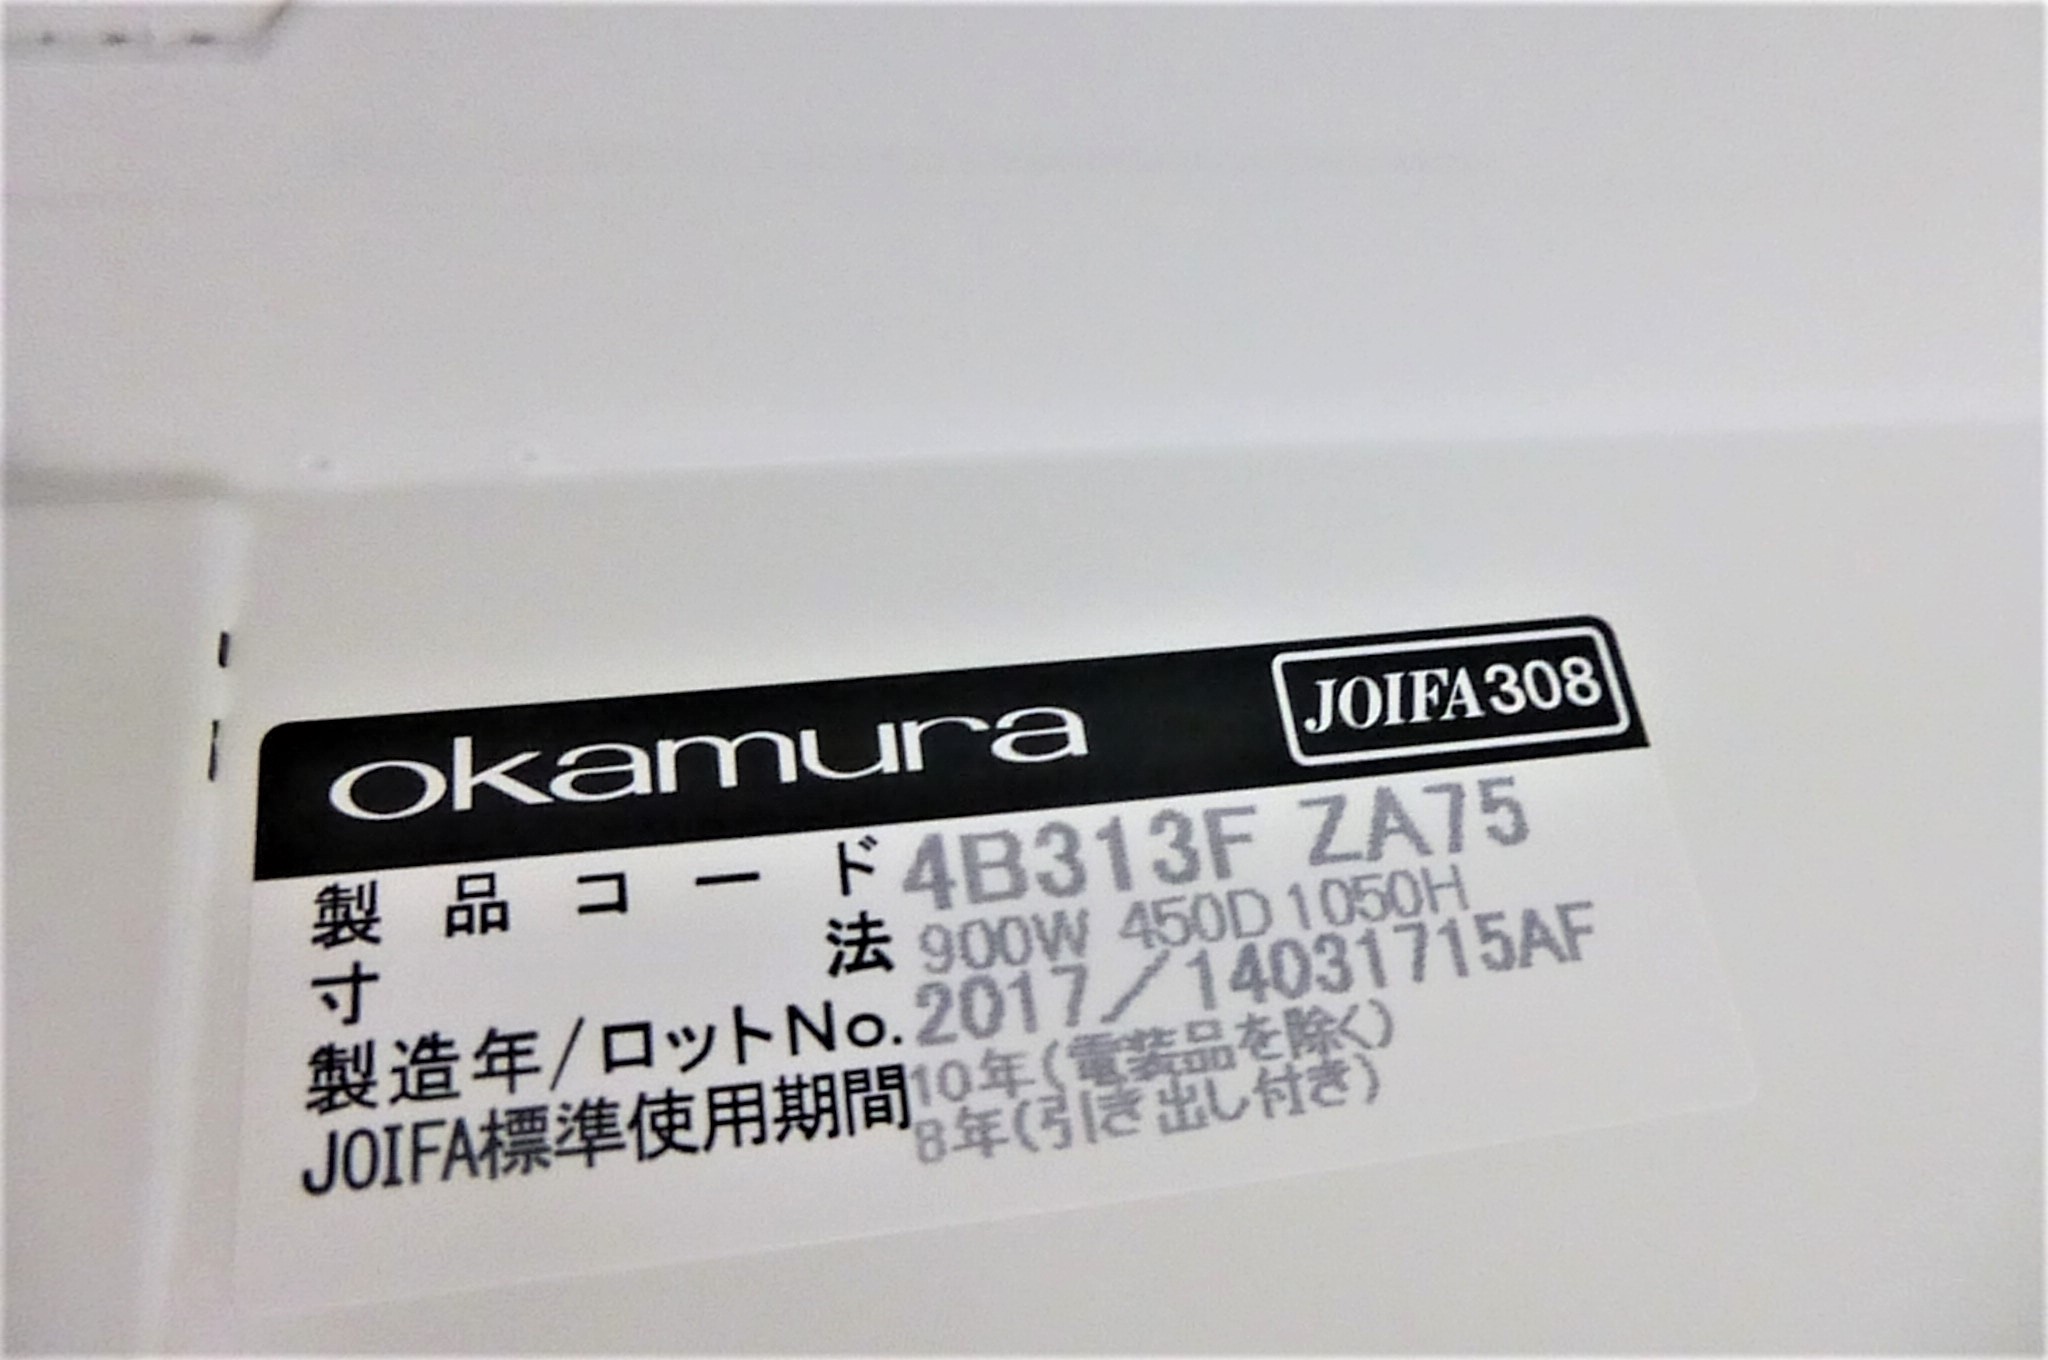 okamura JOIFA308
製品コード 4B313F ZA75
寸法 900W 450D 1050H
製造年/ロットNo. 2017／14031715AF
JOIFA標準使用期間 10年(電装品を除く)
8年(引き出し付き)